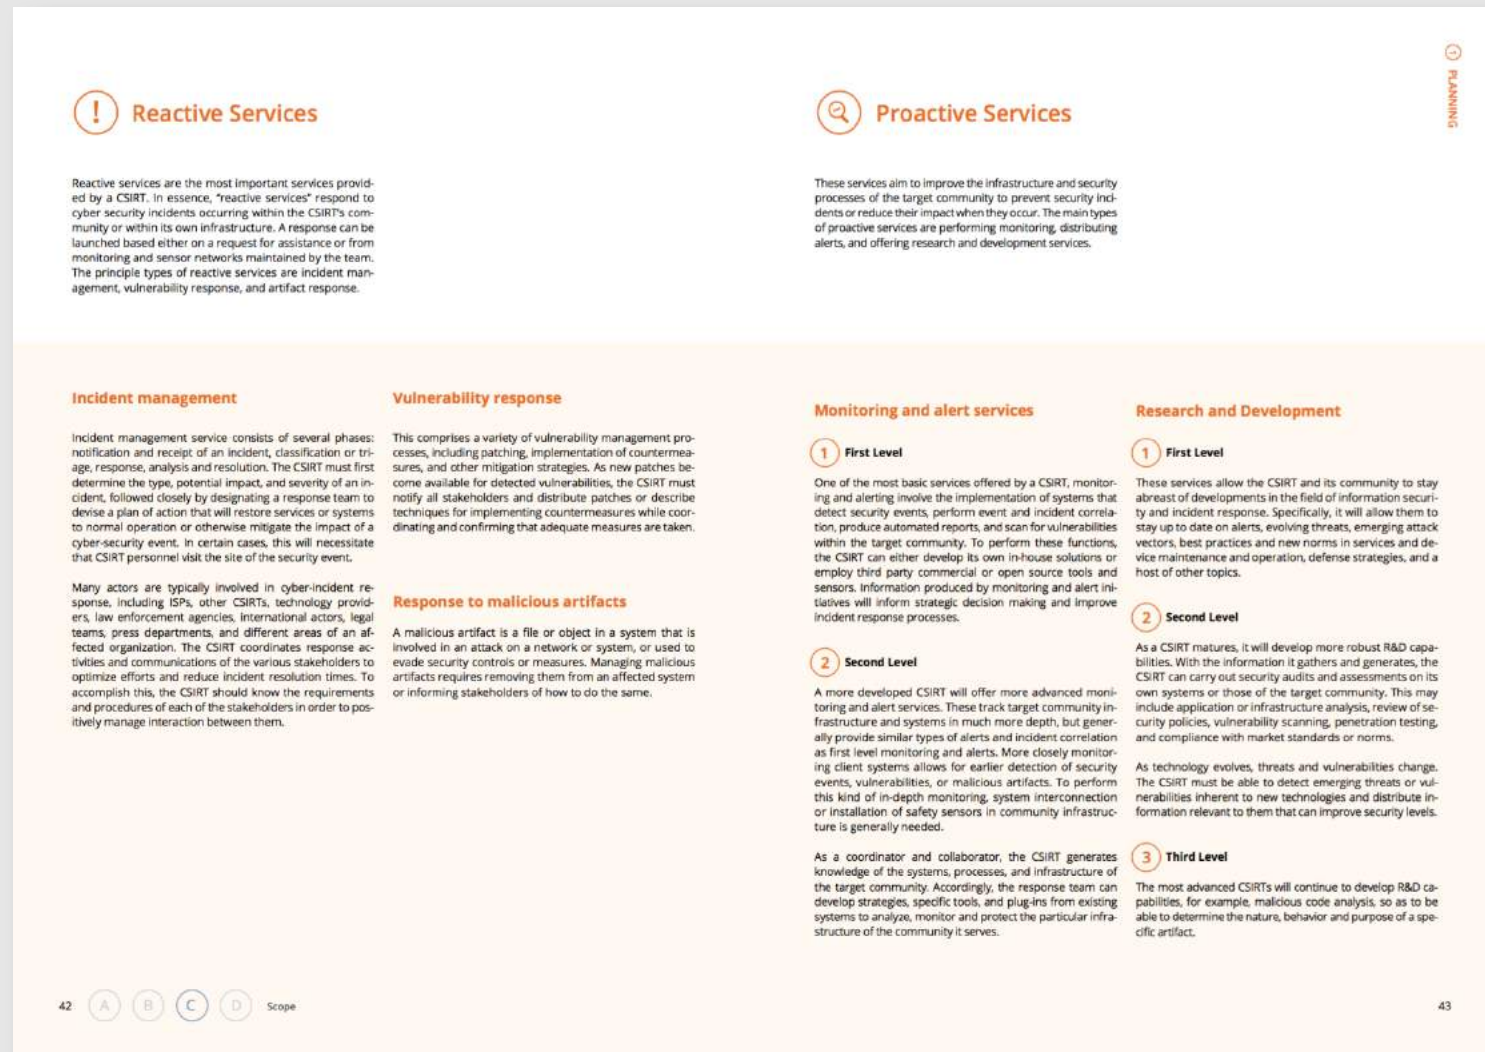 Reactive Services
Reactive services are the most important services provid-
ed by a CSIRT. In essence, “reactive services” respond to
cyber security incidents occurring within the CSIRT's com-
munity or within its own infrastructure. A response can be
launched based either on a request for assistance or from
monitoring and sensor networks maintained by the team.
The principle types of reactive services are incident man-
agement, vulnerability response, and artifact response.
Incident management
Incident management service consists of several phases:
notification and receipt of an incident, classification or tri-
age, response, analysis and resolution. The CSIRT must first
determine the type, potential impact, and severity of an in-
cident, followed closely by designating a response team to
devise a plan of action that will restore services or systems
to normal operation or otherwise mitigate the impact of a
cyber-security event. In certain cases, this will necessitate
that CSIRT personnel visit the site of the security event.
Many actors are typically involved in cyber-incident re-
sponse, including ISPs, other CSIRTs, technology provid-
ers, law enforcement agencies, international actors, legal
teams, press departments, and different areas of an af-
fected organization. The CSIRT coordinates response ac-
tivities and communications of the various stakeholders to
optimize efforts and reduce incident resolution times. To
accomplish this, the CSIRT should know the requirements
and procedures of each of the stakeholders in order to pos-
itively manage interaction between them.
Vulnerability response
This comprises a variety of vulnerability management pro-
cesses, including patching, implementation of countermea-
sures, and other mitigation strategies. As new patches be-
come available for detected vulnerabilities, the CSIRT must
notify all stakeholders and distribute patches or describe
techniques for implementing countermeasures while coor-
dinating and confirming that adequate measures are taken.
Response to malicious artifacts
A malicious artifact is a file or object in a system that is
involved in an attack on a network or system, or used to
evade security controls or measures. Managing malicious
artifacts requires removing them from an affected system
or informing stakeholders of how to do the same.
42 A B C D Scope
1 PLANNING
Proactive Services
These services aim to improve the infrastructure and security
processes of the target community to prevent security inci-
dents or reduce their impact when they occur. The main types
of proactive services are performing monitoring, distributing
alerts, and offering research and development services.
Monitoring and alert services
1 First Level
One of the most basic services offered by a CSIRT, monitor-
ing and alerting involve the implementation of systems that
detect security events, perform event and incident correla-
tion, produce automated reports, and scan for vulnerabilities
within the target community. To perform these functions,
the CSIRT can either develop its own in-house solutions or
employ third party commercial or open source tools and
sensors. Information produced by monitoring and alert ini-
tiatives will inform strategic decision making and improve
incident response processes.
2 Second Level
A more developed CSIRT will offer more advanced moni-
toring and alert services. These track target community in-
frastructure and systems in much more depth, but gener-
ally provide similar types of alerts and incident correlation
as first level monitoring and alerts. More closely monitor-
ing client systems allows for earlier detection of security
events, vulnerabilities, or malicious artifacts. To perform
this kind of in-depth monitoring, system interconnection
or installation of safety sensors in community infrastruc-
ture is generally needed.
As a coordinator and collaborator, the CSIRT generates
knowledge of the systems, processes, and infrastructure of
the target community. Accordingly, the response team can
develop strategies, specific tools, and plug-ins from existing
systems to analyze, monitor and protect the particular infra-
structure of the community it serves.
Research and Development
1 First Level
These services allow the CSIRT and its community to stay
abreast of developments in the field of information securi-
ty and incident response. Specifically, it will allow them to
stay up to date on alerts, evolving threats, emerging attack
vectors, best practices and new norms in services and de-
vice maintenance and operation, defense strategies, and a
host of other topics.
2 Second Level
As a CSIRT matures, it will develop more robust R&D capa-
bilities. With the information it gathers and generates, the
CSIRT can carry out security audits and assessments on its
own systems or those of the target community. This may
include application or infrastructure analysis, review of se-
curity policies, vulnerability scanning, penetration testing,
and compliance with market standards or norms.
As technology evolves, threats and vulnerabilities change.
The CSIRT must be able to detect emerging threats or vul-
nerabilities inherent to new technologies and distribute in-
formation relevant to them that can improve security levels.
3 Third Level
The most advanced CSIRTs will continue to develop R&D ca-
pabilities, for example, malicious code analysis, so as to be
able to determine the nature, behavior and purpose of a spe-
cific artifact.
43